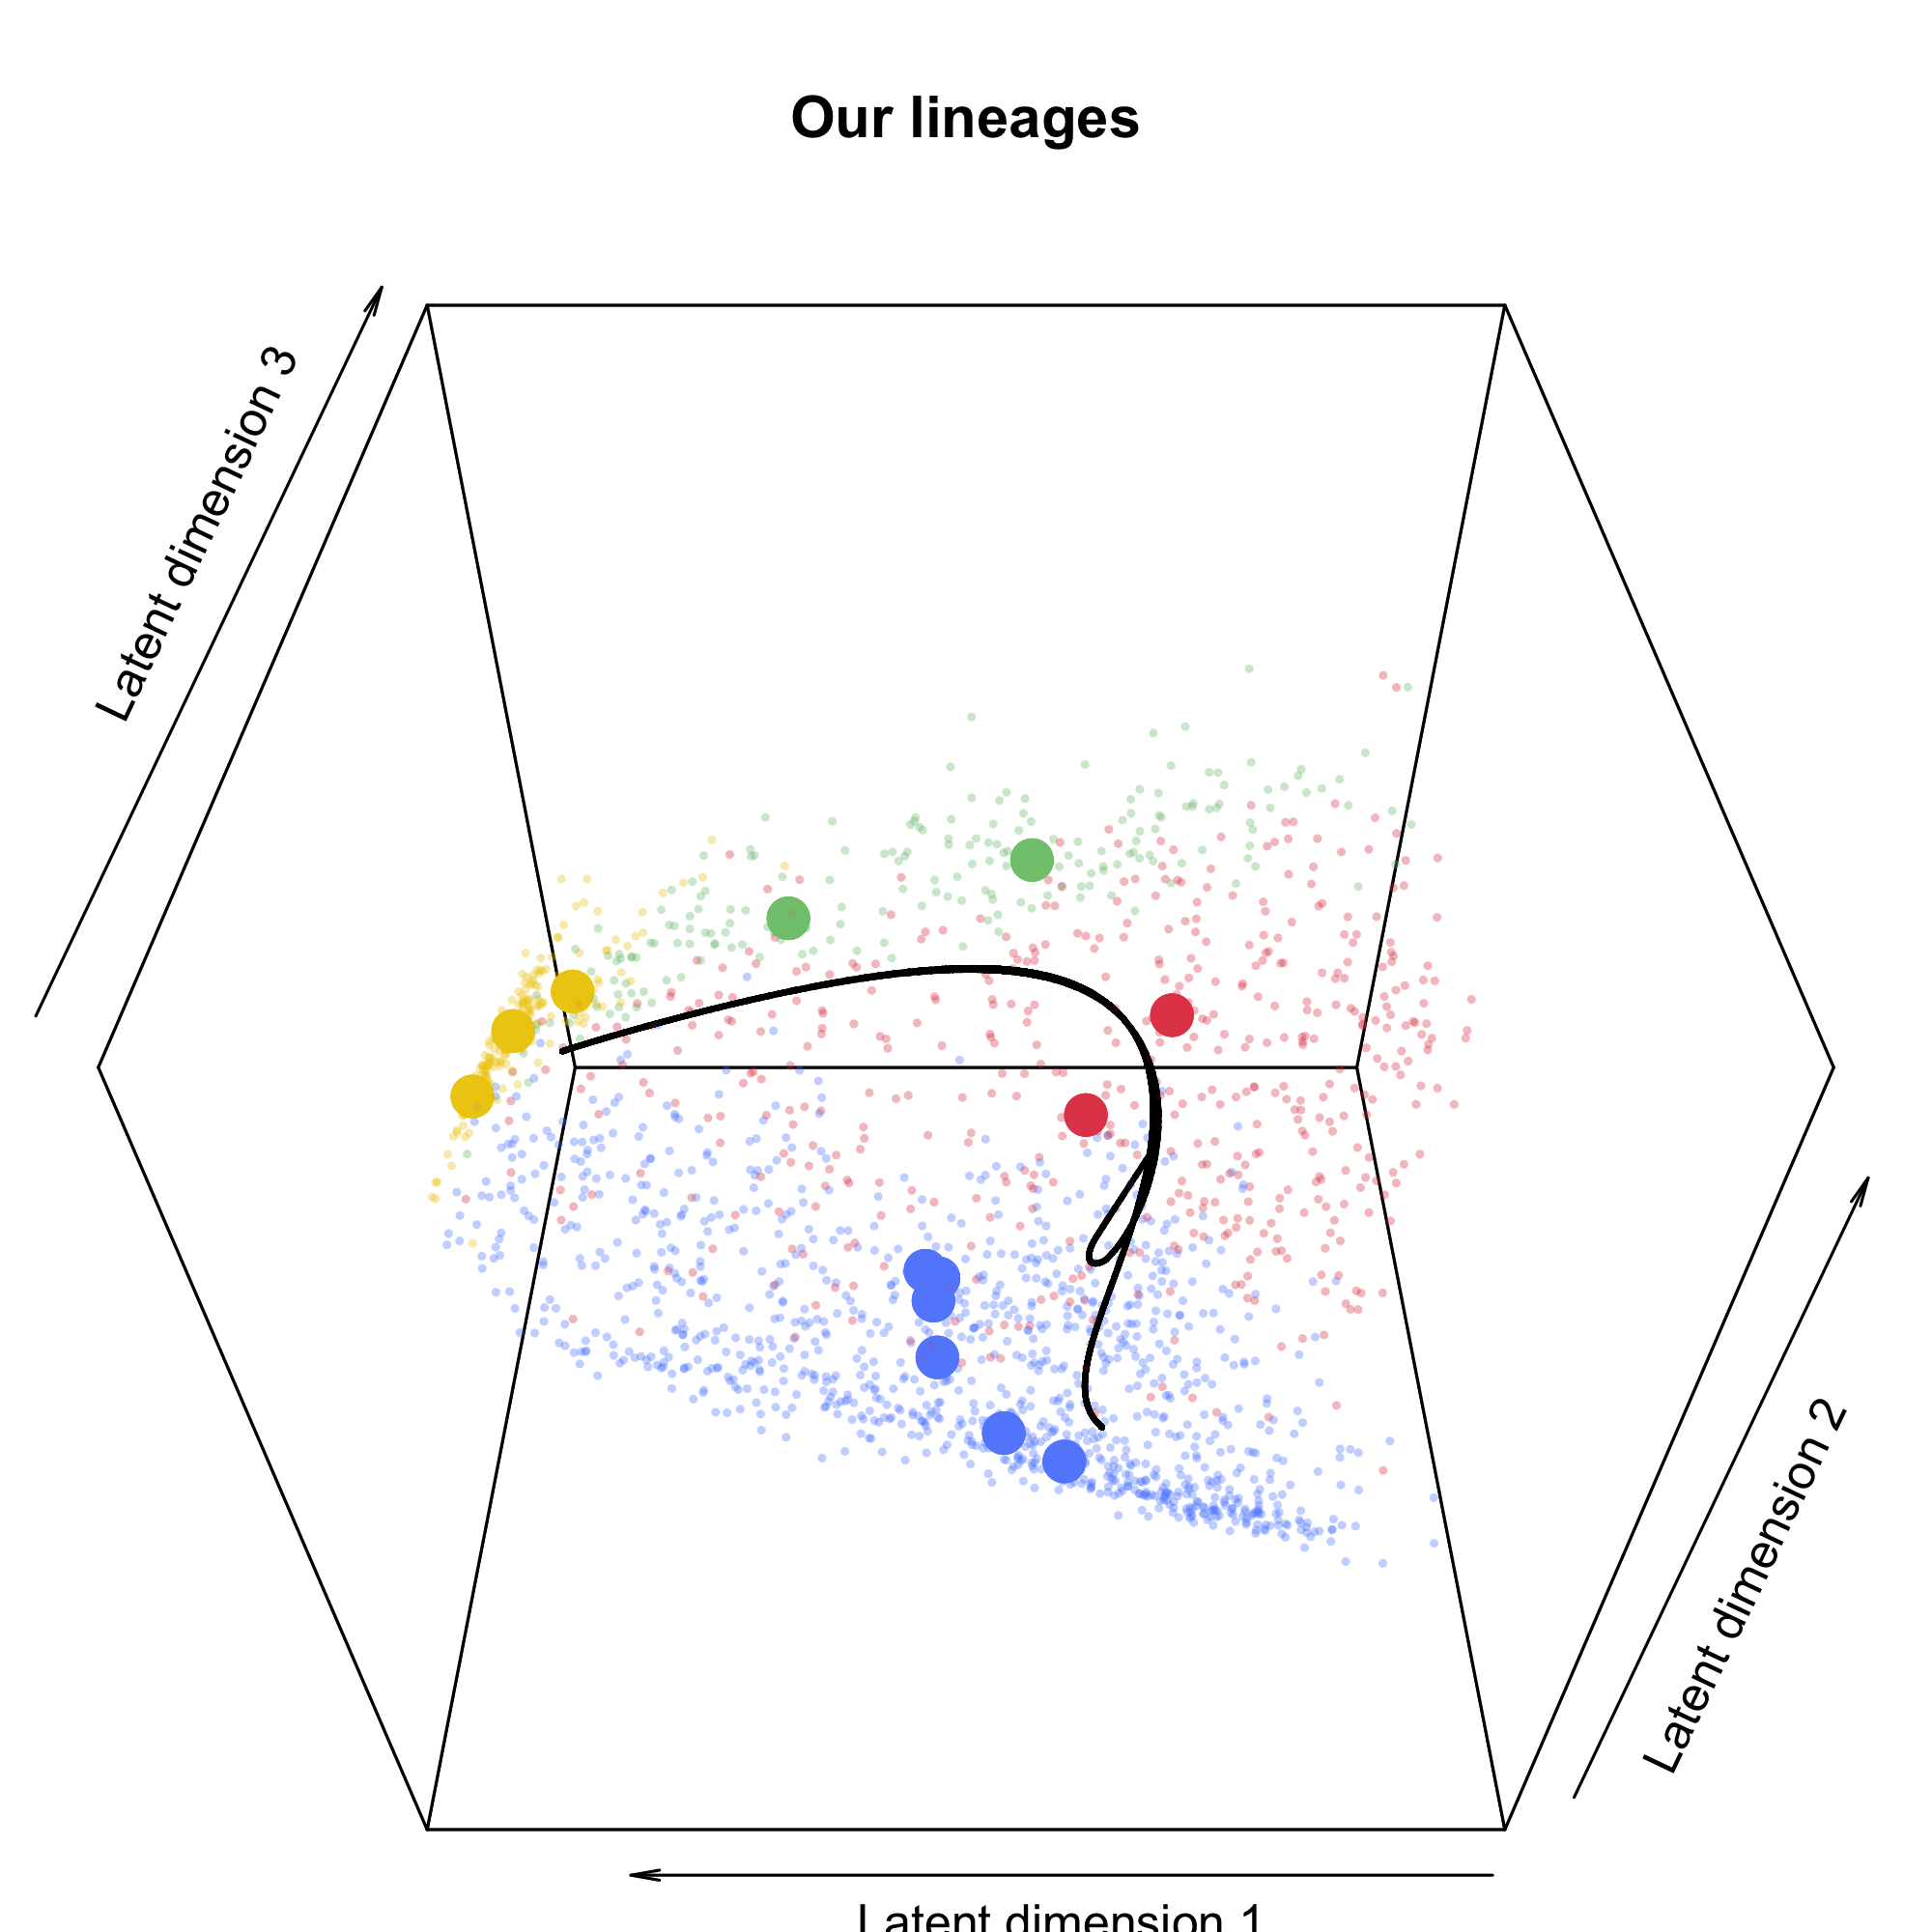 Our lineages
Latent dimension 3
Latent dimension 2
Latent dimension 1